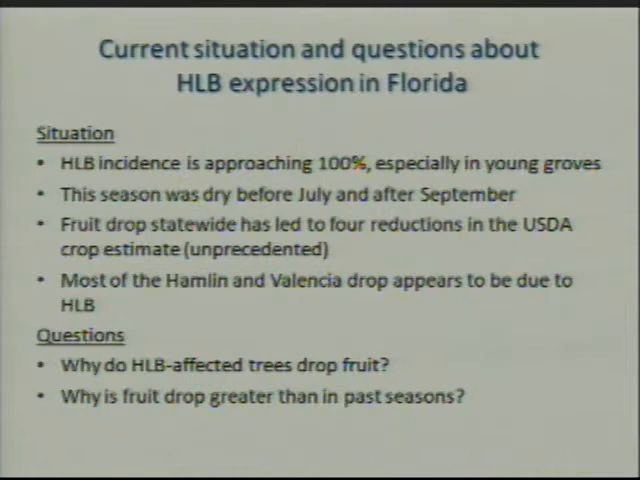 Current situation and questions about
HLB expression in Florida
Situation
• HLB incidence is approaching 100%, especially in young groves
• This season was dry before July and after September
• Fruit drop statewide has led to four reductions in the USDA
crop estimate (unprecedented)
• Most of the Hamlin and Valencia drop appears to be due to
HLB
Questions
• Why do HLB-affected trees drop fruit?
• Why is fruit drop greater than in past seasons?